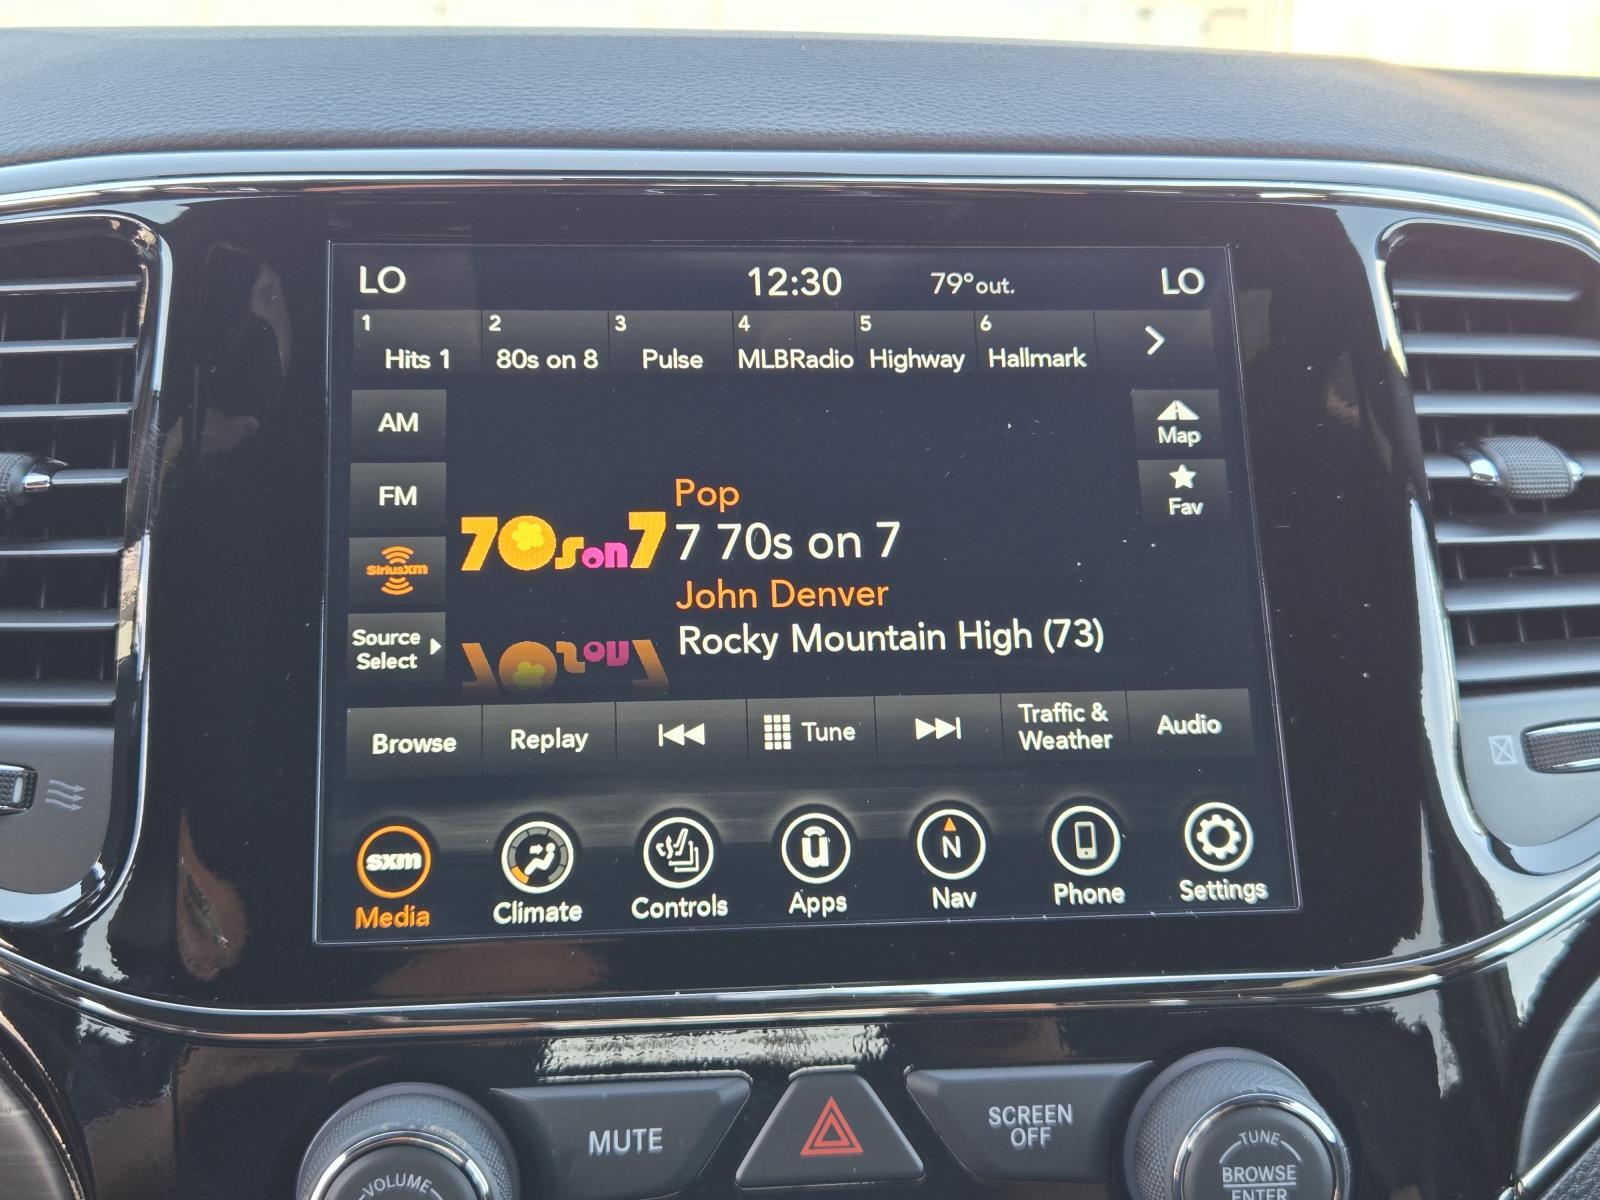 LO 12:30 79°out. LO
1 2 3 4 5 6
Hits 1 80s on 8 Pulse MLBRadio Highway Hallmark
AM
Map
FM
Fav
SiriusXM
Source
Select
70s on 7
Pop
7 70s on 7
John Denver
Rocky Mountain High (73)
Browse Replay Tune Traffic & Weather Audio
sxm
N
Media Climate Controls Apps Nav Phone Settings
MUTE
SCREEN
OFF
VOLUME
TUNE
BROWSE
ENTER